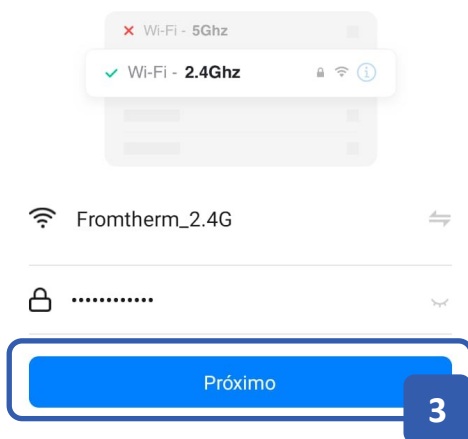 Wi-Fi - 5Ghz
Wi-Fi - 2.4Ghz
Fromtherm_2.4G
••••••••••••
Próximo
3